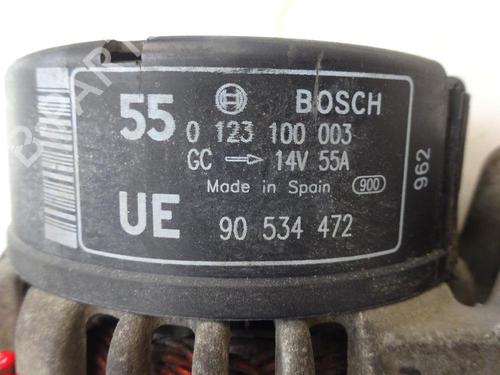 55 BOSCH
0 123 100 003
GC → 14V 55A
Made in Spain 900
UE 90 534 472
962